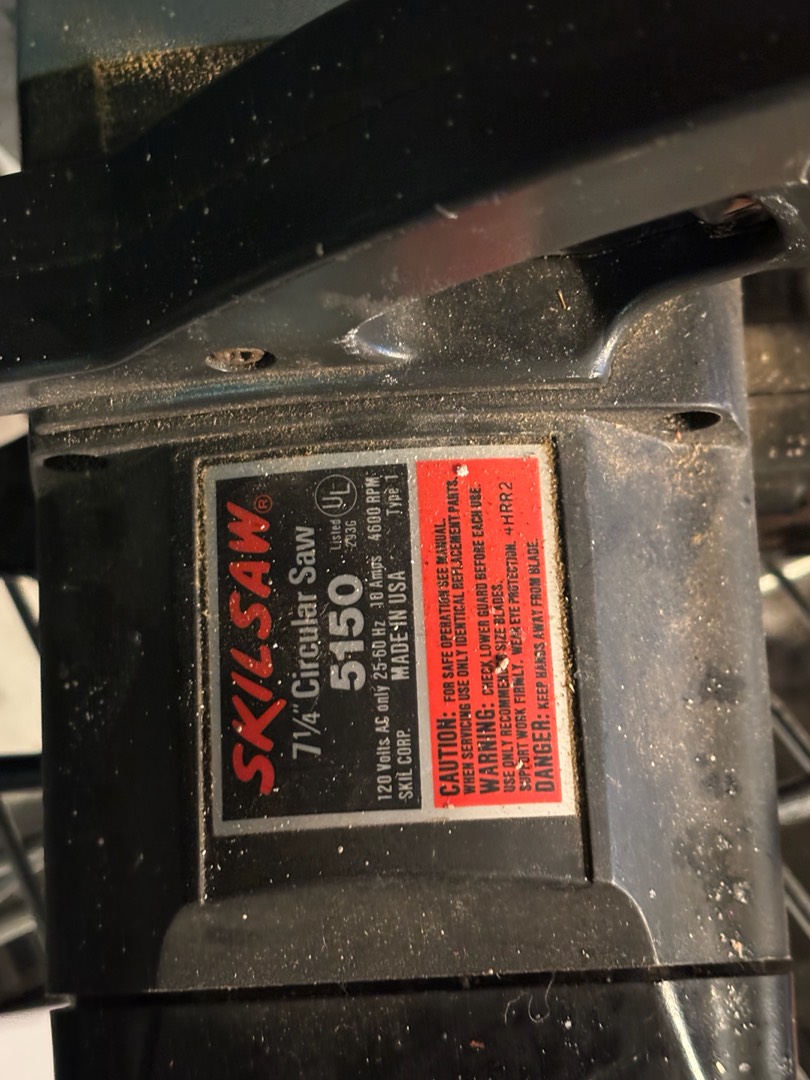 SKILSAW®
7¼" Circular Saw
5150
Listed UL
293G
120 Volts AC only 25-60 Hz 10 Amps 4600 RPM
SKIL CORP. MADE IN USA Type 1
CAUTION: FOR SAFE OPERATION SEE MANUAL.
WHEN SERVICING USE ONLY IDENTICAL REPLACEMENT PARTS.
WARNING: CHECK LOWER GUARD BEFORE EACH USE.
USE ONLY RECOMMENDED SIZE BLADES.
SUPPORT WORK FIRMLY. WEAR EYE PROTECTION. 4HRR2
DANGER: KEEP HANDS AWAY FROM BLADE.